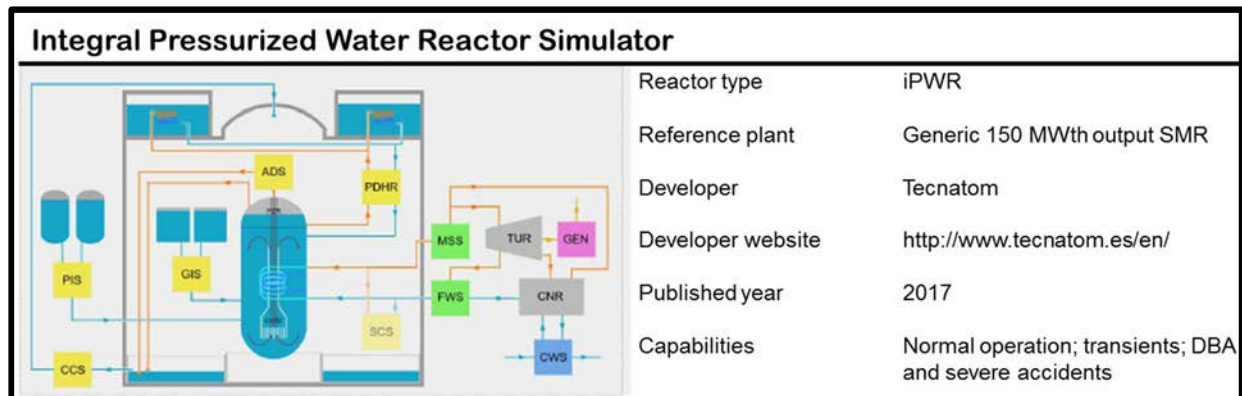 Integral Pressurized Water Reactor Simulator
Reactor type iPWR
Reference plant Generic 150 MWth output SMR
Developer Tecnatom
Developer website http://www.tecnatom.es/en/
Published year 2017
Capabilities Normal operation; transients; DBA
and severe accidents
ADS
PDHR
MSS
TUR
GEN
PIS
GIS
FWS
CNR
SCS
CWS
CCS